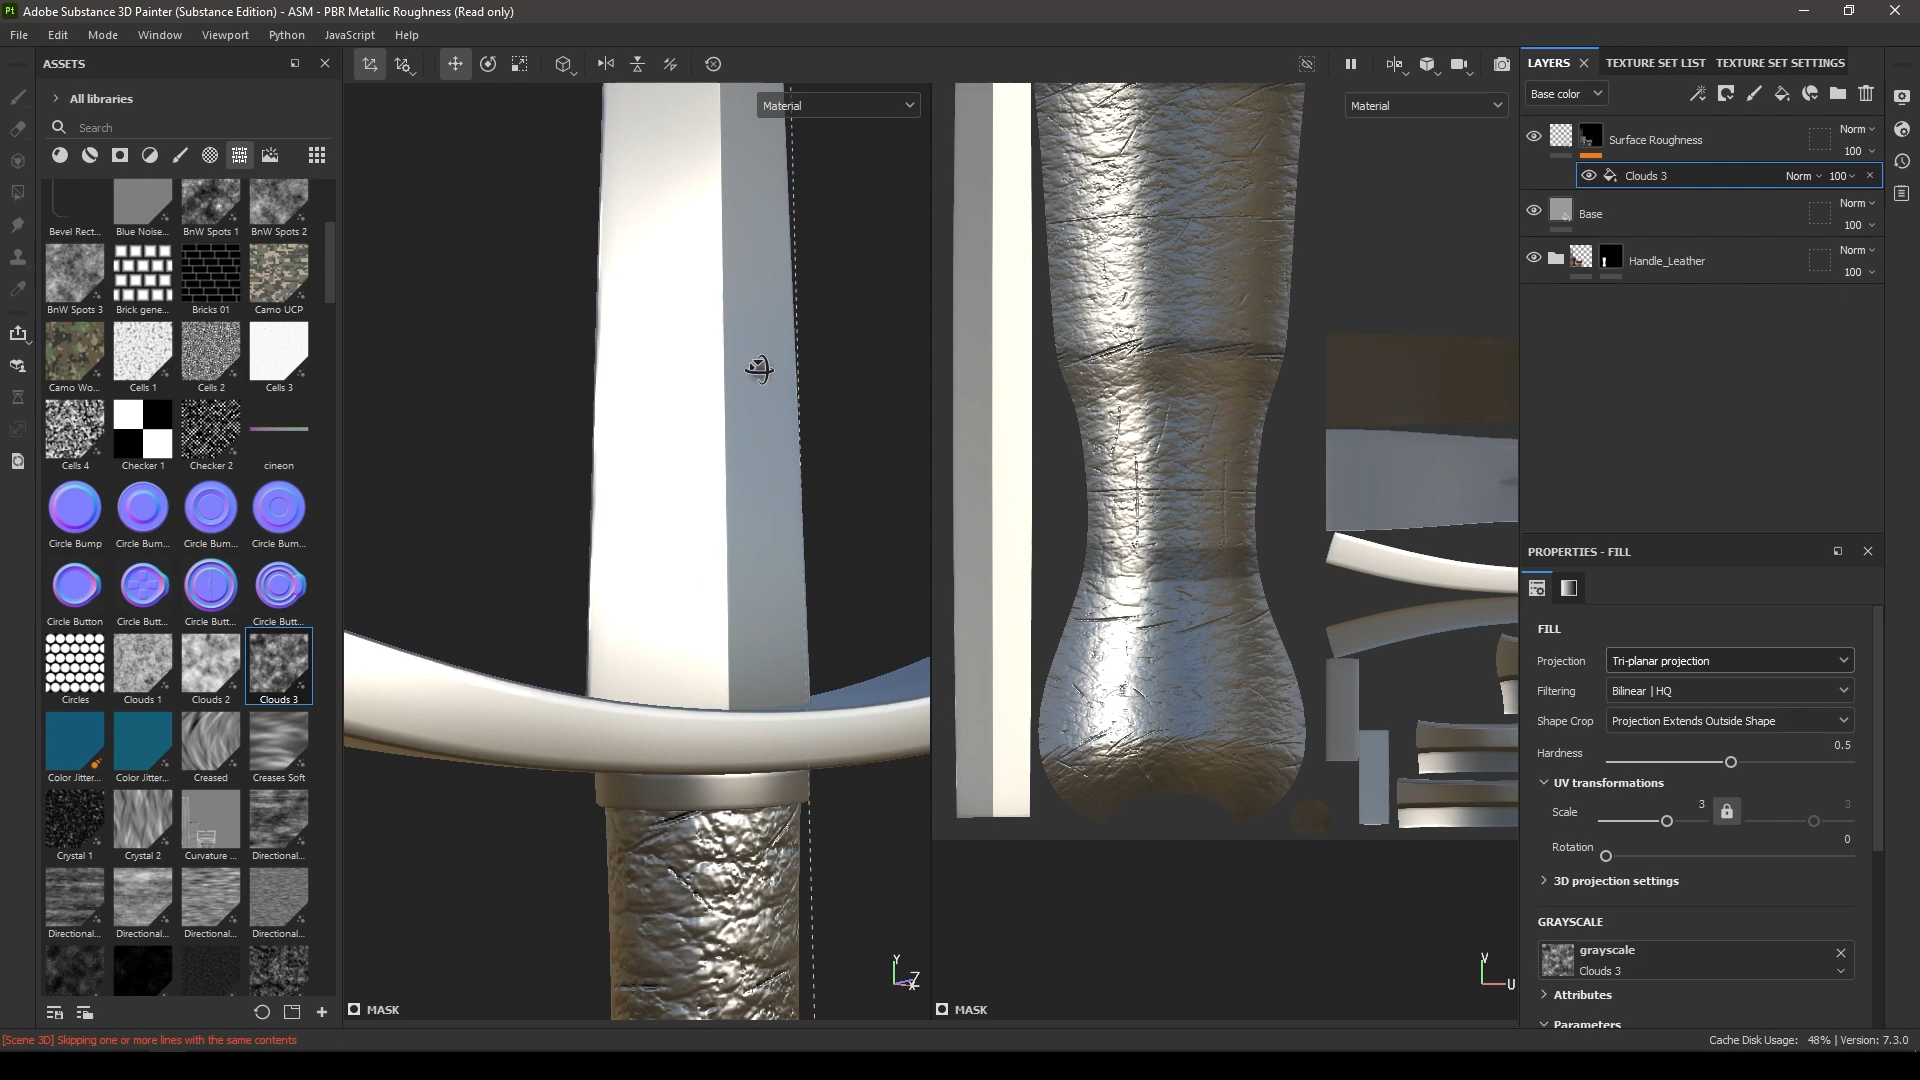 Pt Adobe Substance 3D Painter (Substance Edition) - ASM - PBR Metallic Roughness (Read only)
File Edit Mode Window Viewport Python JavaScript Help
ASSETS
All libraries
Search
Bevel Rect... Blue Noise... BnW Spots 1 BnW Spots 2
BnW Spots 3 Brick gene... Bricks 01 Camo UCP
Camo Wo... Cells 1 Cells 2 Cells 3
Cells 4 Checker 1 Checker 2 cineon
Circle Bump Circle Bum... Circle Bum... Circle Bum...
Circle Button Circle Butt... Circle Butt... Circle Butt...
Circles Clouds 1 Clouds 2 Clouds 3
Color Jitter... Color Jitter... Creased Creases Soft
Crystal 1 Crystal 2 Curvature ... Directional...
Directional... Directional... Directional... Directional...
Material
Y
Z
X
MASK
Material
V
U
MASK
LAYERS TEXTURE SET LIST TEXTURE SET SETTINGS
Base color
Surface Roughness Norm
100
Clouds 3 Norm 100
Base Norm
100
Handle_Leather Norm
100
PROPERTIES - FILL
FILL
Projection Tri-planar projection
Filtering Bilinear | HQ
Shape Crop Projection Extends Outside Shape
Hardness 0.5
UV transformations
Scale 3 3
Rotation 0
3D projection settings
GRAYSCALE
grayscale
Clouds 3
Attributes
Parameters
[Scene 3D] Skipping one or more lines with the same contents
Cache Disk Usage: 48% | Version: 7.3.0